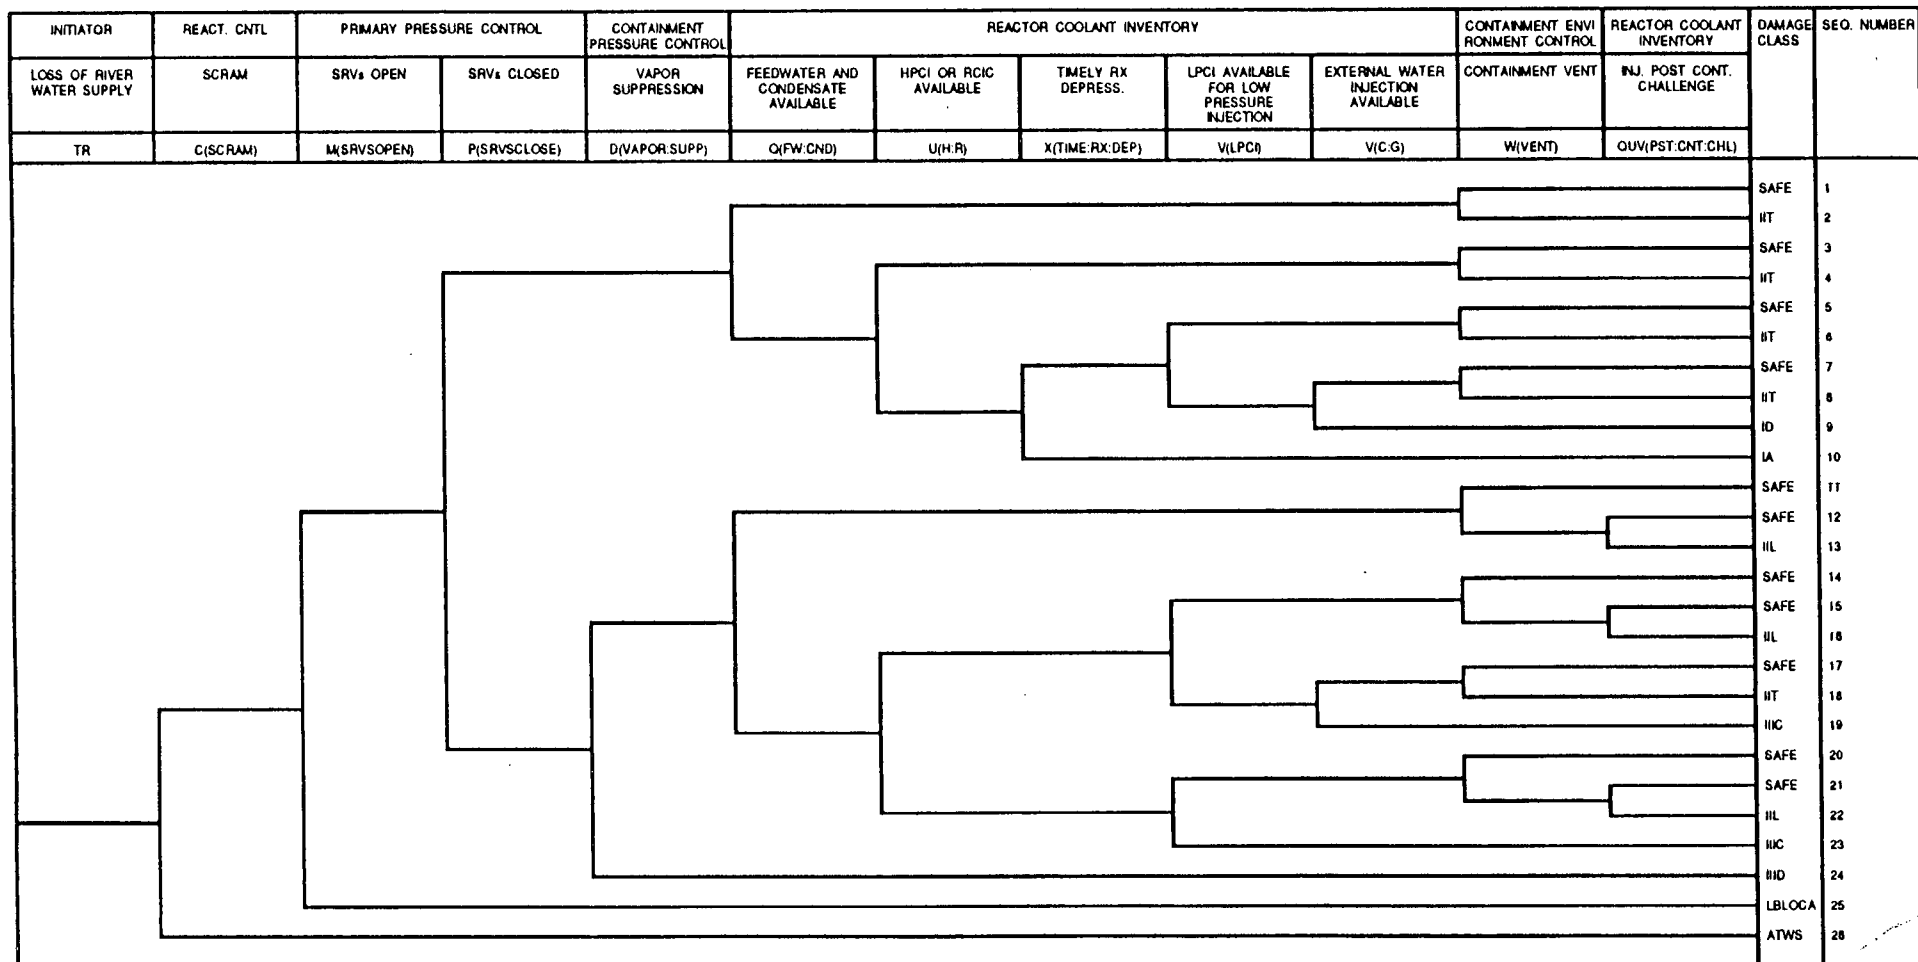 INITIATOR
REACT. CNTL
PRIMARY PRESSURE CONTROL
CONTAINMENT
PRESSURE CONTROL
REACTOR COOLANT INVENTORY
CONTAINMENT ENVI
RONMENT CONTROL
REACTOR COOLANT
INVENTORY
DAMAGE
CLASS
SEQ. NUMBER
LOSS OF RIVER
WATER SUPPLY
SCRAM
SRVs OPEN
SRVs CLOSED
VAPOR
SUPPRESSION
FEEDWATER AND
CONDENSATE
AVAILABLE
HPCI OR RCIC
AVAILABLE
TIMELY RX
DEPRESS.
LPCI AVAILABLE
FOR LOW
PRESSURE
INJECTION
EXTERNAL WATER
INJECTION
AVAILABLE
CONTAINMENT VENT
INJ. POST CONT.
CHALLENGE
TR
C(SCRAM)
M(SRVSOPEN)
P(SRVSCLOSE)
D(VAPOR:SUPP)
Q(FW:CND)
U(H:R)
X(TIME:RX:DEP)
V(LPCI)
V(C:G)
W(VENT)
QUV(PST:CNT:CHL)
SAFE 1
IIT 2
SAFE 3
IIT 4
SAFE 5
IIT 6
SAFE 7
IIT 8
ID 9
IA 10
SAFE 11
SAFE 12
IIL 13
SAFE 14
SAFE 15
IIL 16
SAFE 17
IIT 18
IIIC 19
SAFE 20
SAFE 21
IIL 22
IIIC 23
IIID 24
LBLOCA 25
ATWS 26